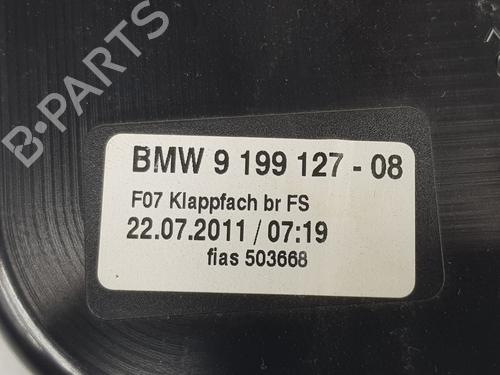 B-PARTS
BMW 9 199 127 - 08
F07 Klappfach br FS
22.07.2011 / 07:19
fias 503668